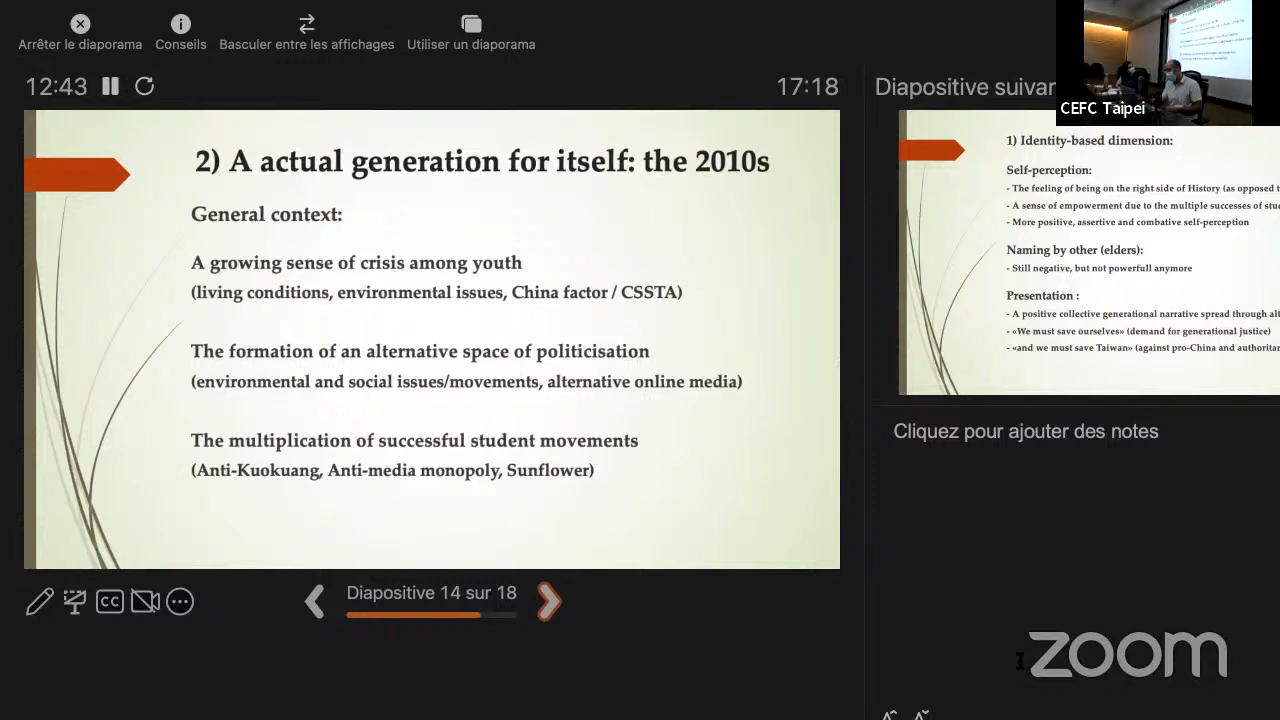 Arrêter le diaporama
Conseils
Basculer entre les affichages
Utiliser un diaporama
CEFC Taipei
12:43
17:18
2) A actual generation for itself: the 2010s
General context:
A growing sense of crisis among youth
(living conditions, environmental issues, China factor / CSSTA)
The formation of an alternative space of politicisation
(environmental and social issues/movements, alternative online media)
The multiplication of successful student movements
(Anti-Kuokuang, Anti-media monopoly, Sunflower)
CC
Diapositive 14 sur 18
Diapositive suivan
1) Identity-based dimension:
Self-perception:
- The feeling of being on the right side of History (as opposed t
- A sense of empowerment due to the multiple successes of stu
- More positive, assertive and combative self-perception
Naming by other (elders):
- Still negative, but not powerfull anymore
Presentation :
- A positive collective generational narrative spread through alt
- «We must save ourselves» (demand for generational justice)
- «and we must save Taiwan» (against pro-China and authoritar
Cliquez pour ajouter des notes
zoom